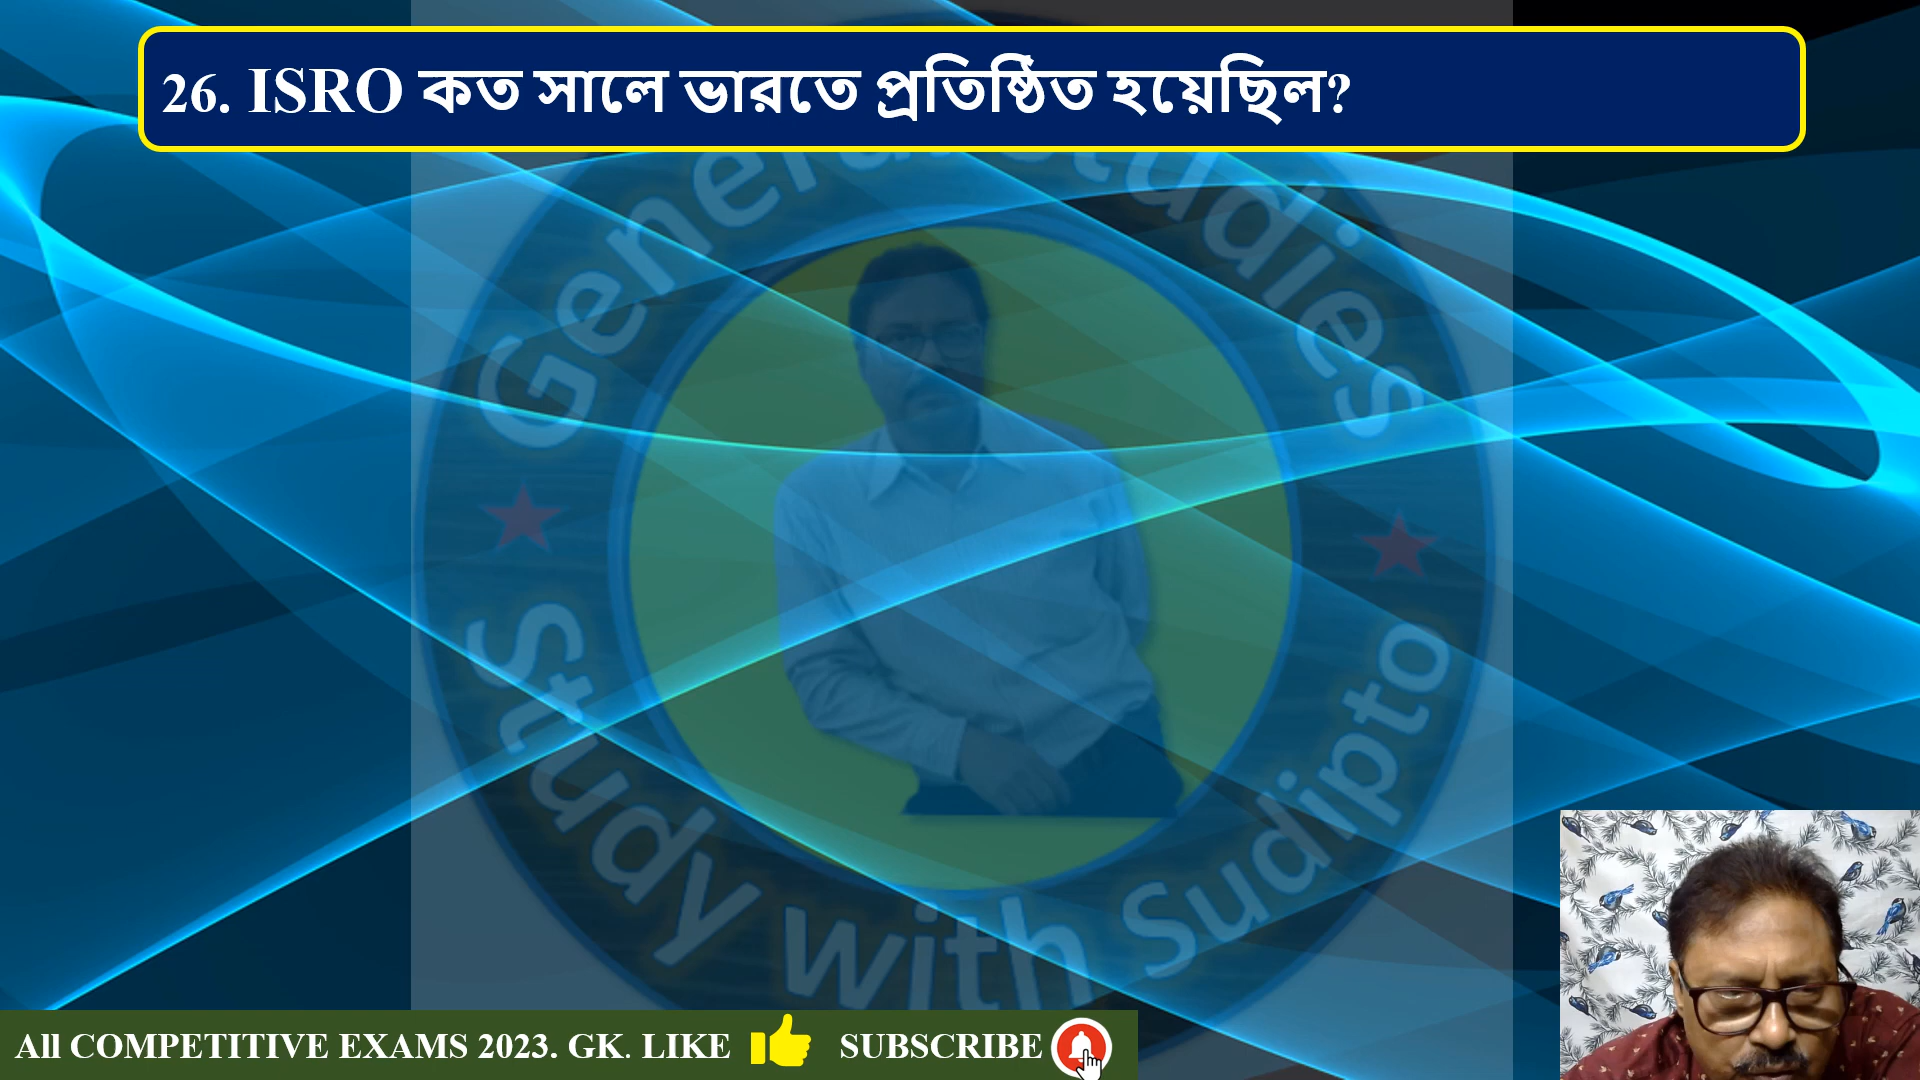 26. ISRO কত সালে ভারতে প্রতিষ্ঠিত হয়েছিল?
General Studies
Study with Sudipto
All COMPETITIVE EXAMS 2023. GK. LIKE SUBSCRIBE